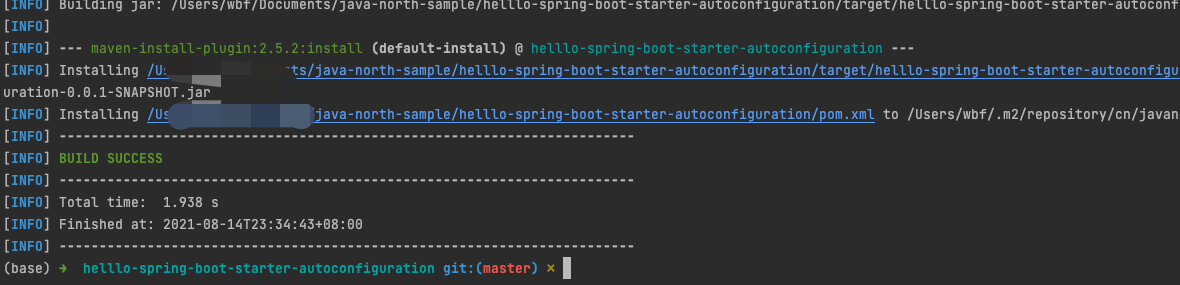 [INFO] Building jar: /Users/wbf/Documents/java-north-sample/helllo-spring-boot-starter-autoconfiguration/target/helllo-spring-boot-starter-autoconf
[INFO]
[INFO] --- maven-install-plugin:2.5.2:install (default-install) @ helllo-spring-boot-starter-autoconfiguration ---
[INFO] Installing /Us ts/java-north-sample/helllo-spring-boot-starter-autoconfiguration/target/helllo-spring-boot-starter-autoconfigu
uration-0.0.1-SNAPSHOT.jar
[INFO] Installing /Us java-north-sample/helllo-spring-boot-starter-autoconfiguration/pom.xml to /Users/wbf/.m2/repository/cn/javan
[INFO] ------------------------------------------------------------------------
[INFO] BUILD SUCCESS
[INFO] ------------------------------------------------------------------------
[INFO] Total time:  1.938 s
[INFO] Finished at: 2021-08-14T23:34:43+08:00
[INFO] ------------------------------------------------------------------------
(base) ➜  helllo-spring-boot-starter-autoconfiguration git:(master) ✗